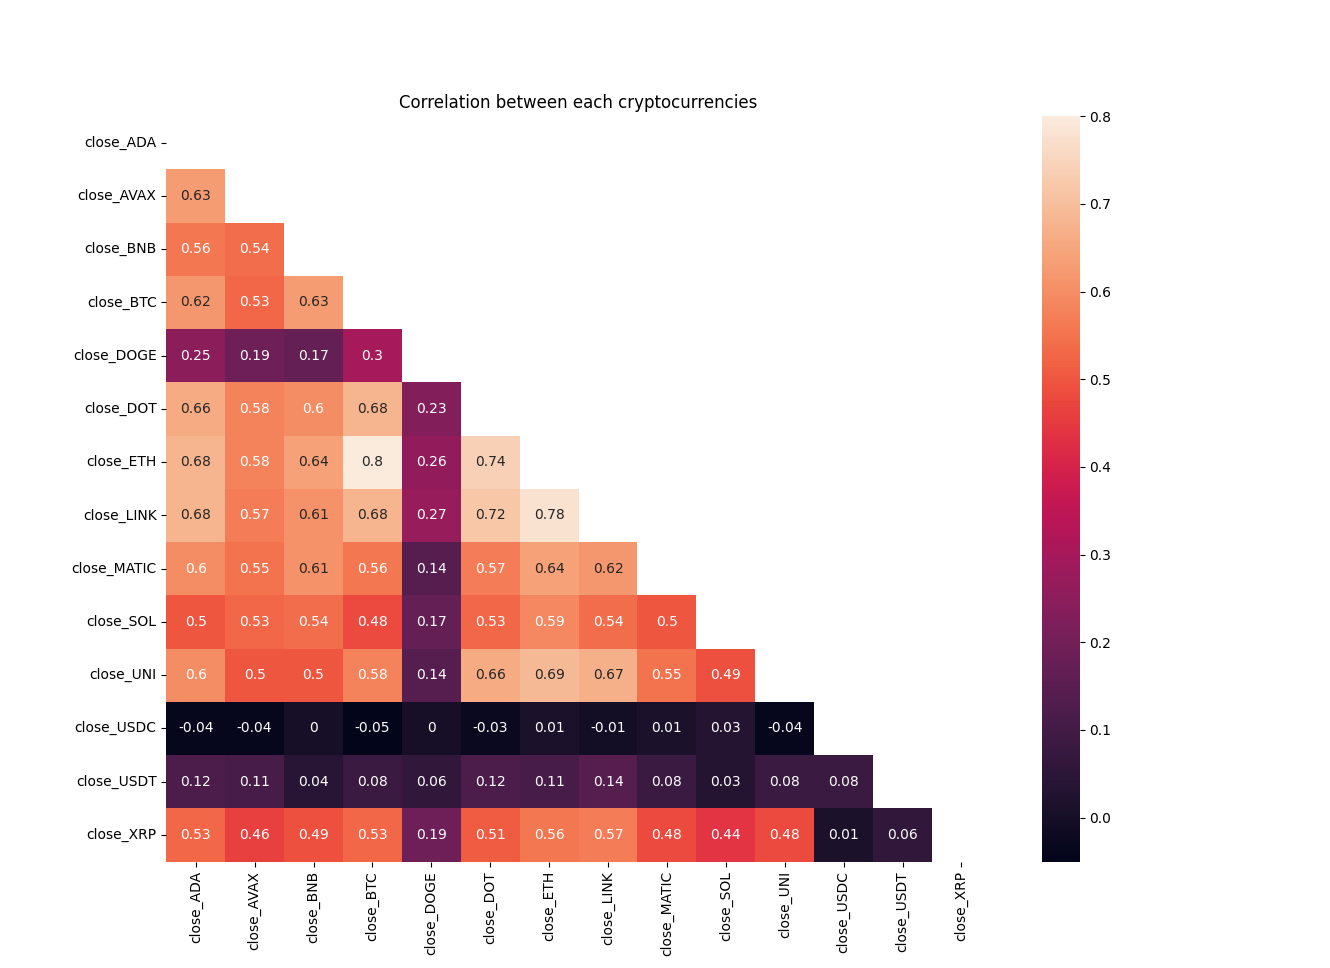 Correlation between each cryptocurrencies
close_ADA
close_AVAX 0.63
close_BNB 0.56 0.54
close_BTC 0.62 0.53 0.63
close_DOGE 0.25 0.19 0.17 0.3
close_DOT 0.66 0.58 0.6 0.68 0.23
close_ETH 0.68 0.58 0.64 0.8 0.26 0.74
close_LINK 0.68 0.57 0.61 0.68 0.27 0.72 0.78
close_MATIC 0.6 0.55 0.61 0.56 0.14 0.57 0.64 0.62
close_SOL 0.5 0.53 0.54 0.48 0.17 0.53 0.59 0.54 0.5
close_UNI 0.6 0.5 0.5 0.58 0.14 0.66 0.69 0.67 0.55 0.49
close_USDC -0.04 -0.04 0 -0.05 0 -0.03 0.01 -0.01 0.01 0.03 -0.04
close_USDT 0.12 0.11 0.04 0.08 0.06 0.12 0.11 0.14 0.08 0.03 0.08 0.08
close_XRP 0.53 0.46 0.49 0.53 0.19 0.51 0.56 0.57 0.48 0.44 0.48 0.01 0.06
close_ADA close_AVAX close_BNB close_BTC close_DOGE close_DOT close_ETH close_LINK close_MATIC close_SOL close_UNI close_USDC close_USDT close_XRP
0.8
0.7
0.6
0.5
0.4
0.3
0.2
0.1
0.0